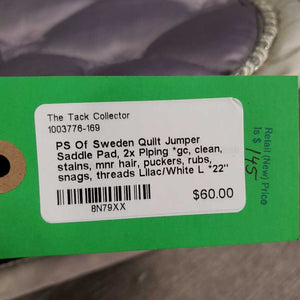 The Tack Collector
1003776-169
PS Of Sweden Quilt Jumper
Saddle Pad, 2x Piping *gc, clean,
stains, mnr hair, puckers, rubs,
snags, threads Lilac/White L *22"
$60.00
8N79XX
Retail (New) Price
is $ 145